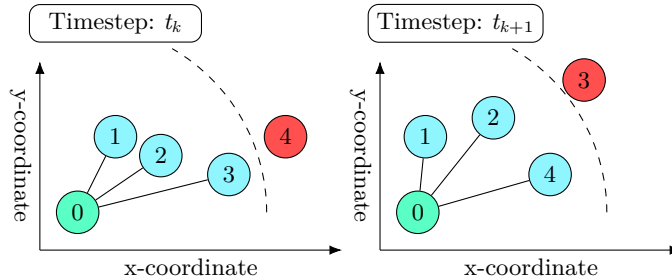 Timestep: t_k
Timestep: t_{k+1}
y-coordinate
1
2
3
4
0
x-coordinate
y-coordinate
3
2
1
4
0
x-coordinate